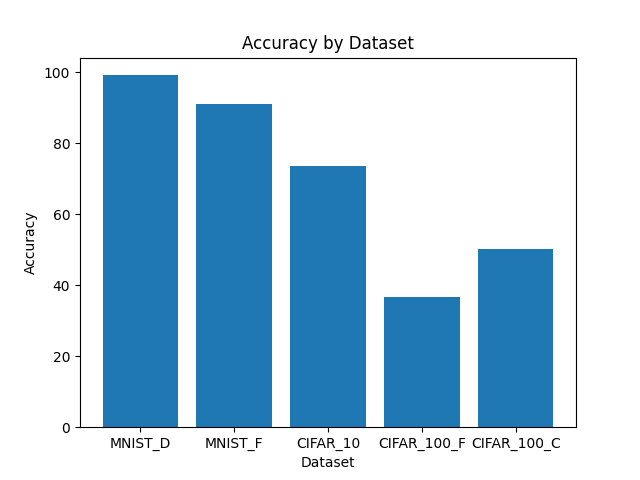 Accuracy by Dataset
100
80
60
40
20
0
Accuracy
MNIST_D MNIST_F CIFAR_10 CIFAR_100_F CIFAR_100_C
Dataset